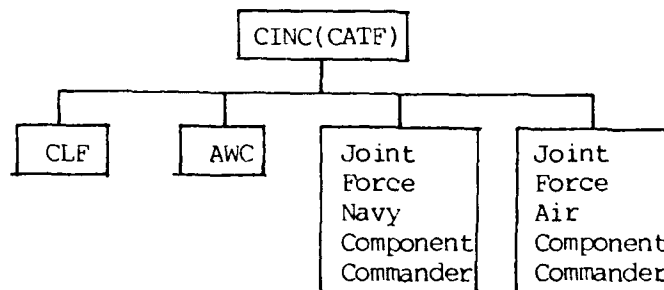 CINC(CATF)
CLF
AWC
Joint
Force
Navy
Component
Commander
Joint
Force
Air
Component
Commander